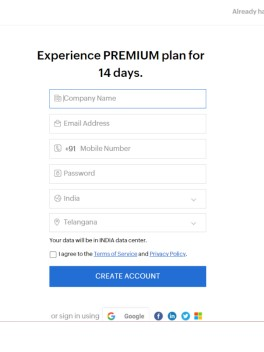 Already ha
Experience PREMIUM plan for
14 days.
Company Name
Email Address
+91 Mobile Number
Password
India
Telangana
Your data will be in INDIA data center.
I agree to the Terms of Service and Privacy Policy.
CREATE ACCOUNT
or sign in using G Google f in